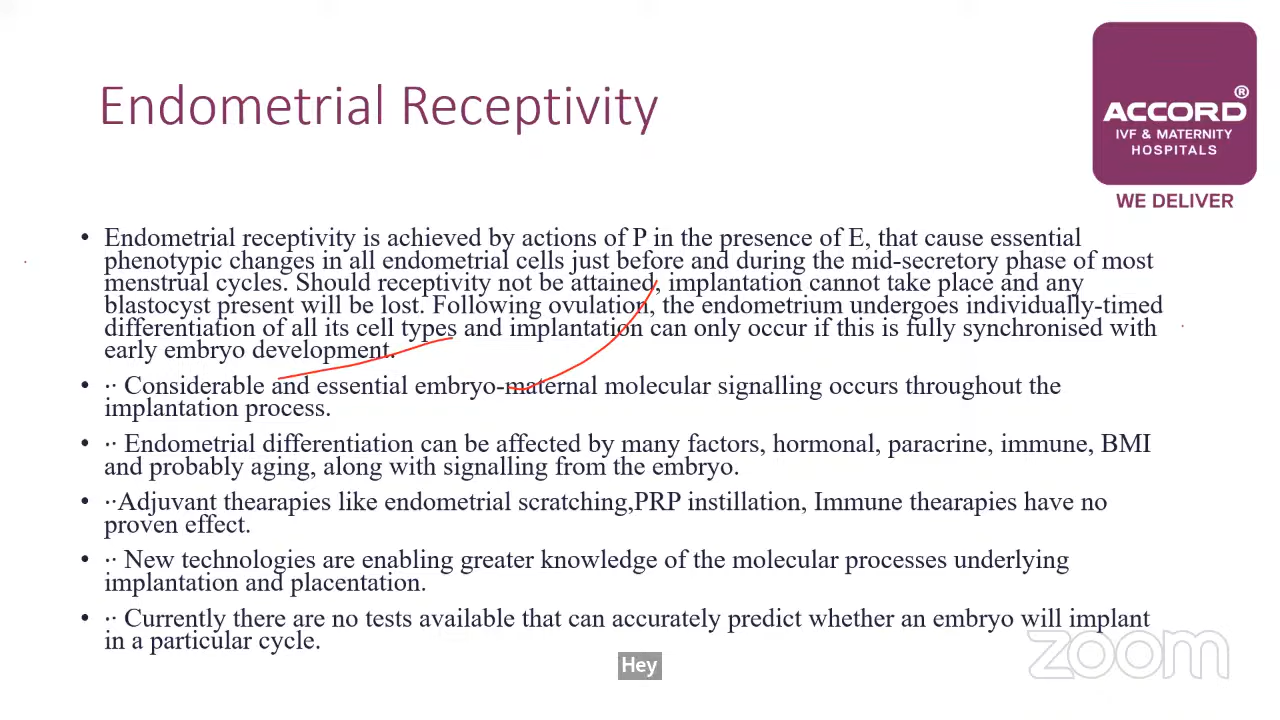 Endometrial Receptivity
ACCORD®
IVF & MATERNITY
HOSPITALS
WE DELIVER
• Endometrial receptivity is achieved by actions of P in the presence of E, that cause essential
phenotypic changes in all endometrial cells just before and during the mid-secretory phase of most
menstrual cycles. Should receptivity not be attained, implantation cannot take place and any
blastocyst present will be lost. Following ovulation, the endometrium undergoes individually-timed
differentiation of all its cell types and implantation can only occur if this is fully synchronised with
early embryo development.
• ·· Considerable and essential embryo-maternal molecular signalling occurs throughout the
implantation process.
• ·· Endometrial differentiation can be affected by many factors, hormonal, paracrine, immune, BMI
and probably aging, along with signalling from the embryo.
• ··Adjuvant thearapies like endometrial scratching,PRP instillation, Immune thearapies have no
proven effect.
• ·· New technologies are enabling greater knowledge of the molecular processes underlying
implantation and placentation.
• ·· Currently there are no tests available that can accurately predict whether an embryo will implant
in a particular cycle.
zoom
Hey